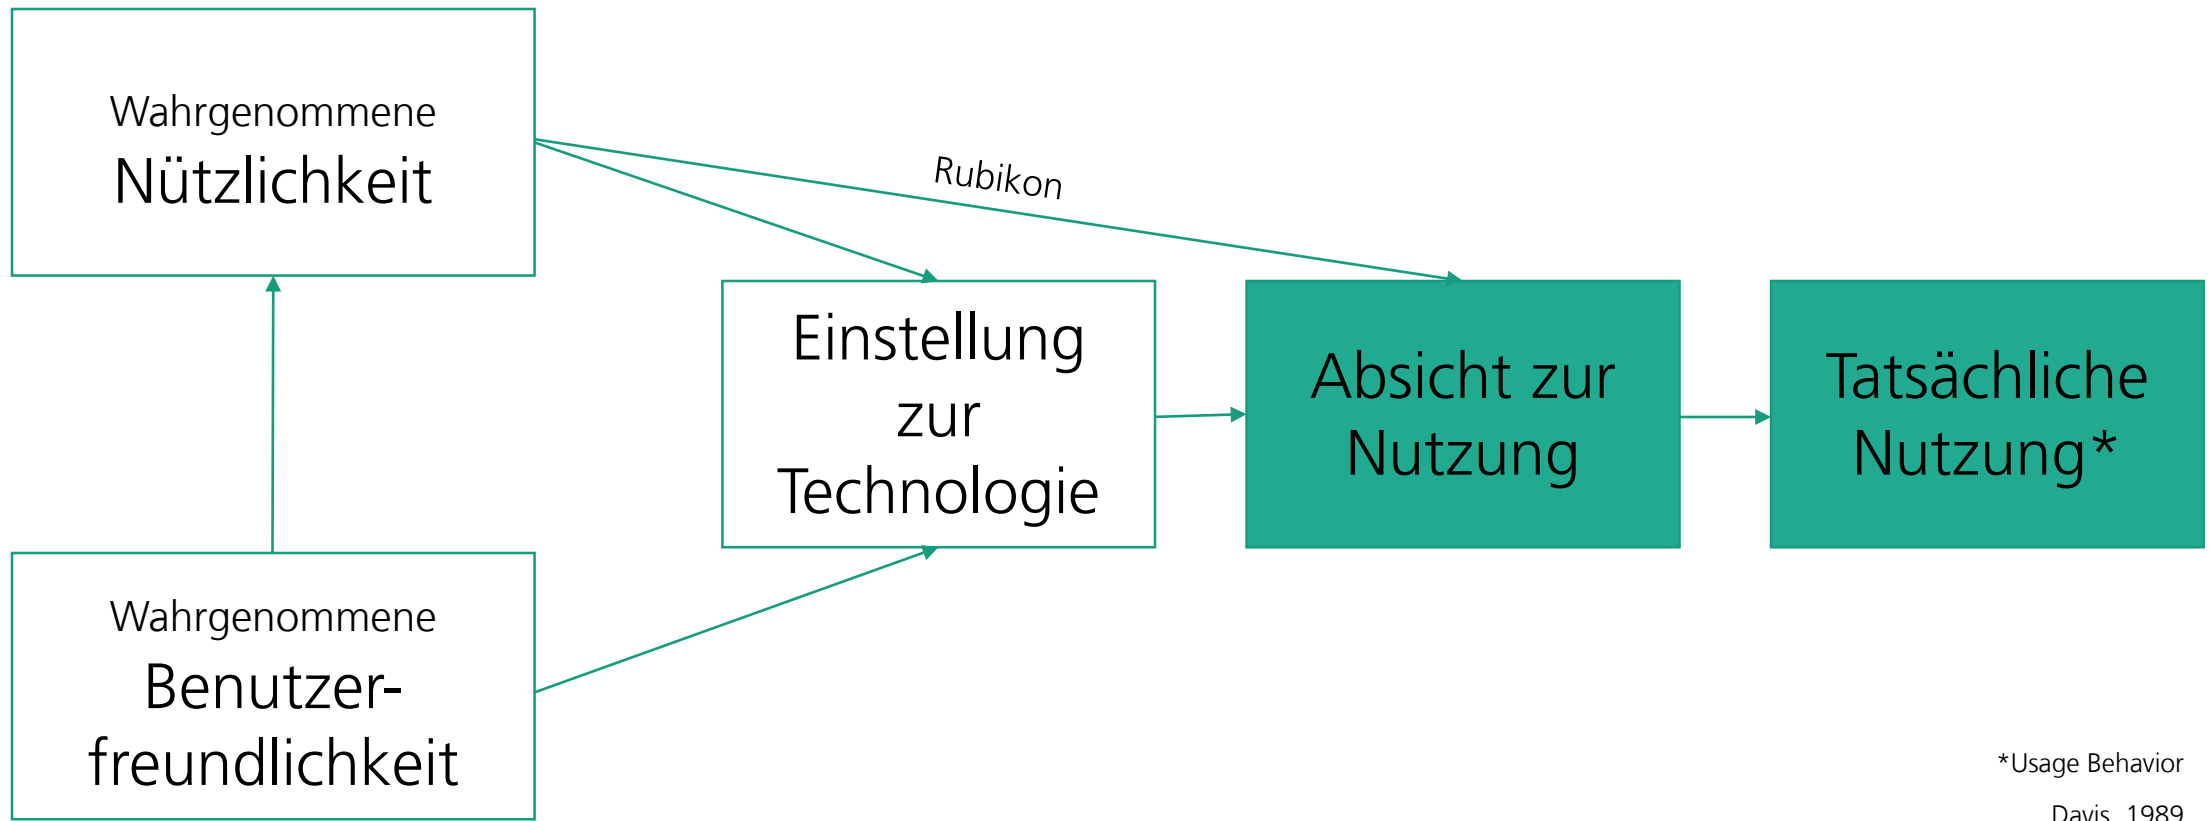 Wahrgenommene
Nützlichkeit
Rubikon
Einstellung
zur
Technologie
Absicht zur
Nutzung
Tatsächliche
Nutzung*
Wahrgenommene
Benutzer-
freundlichkeit
*Usage Behavior
Davis, 1989